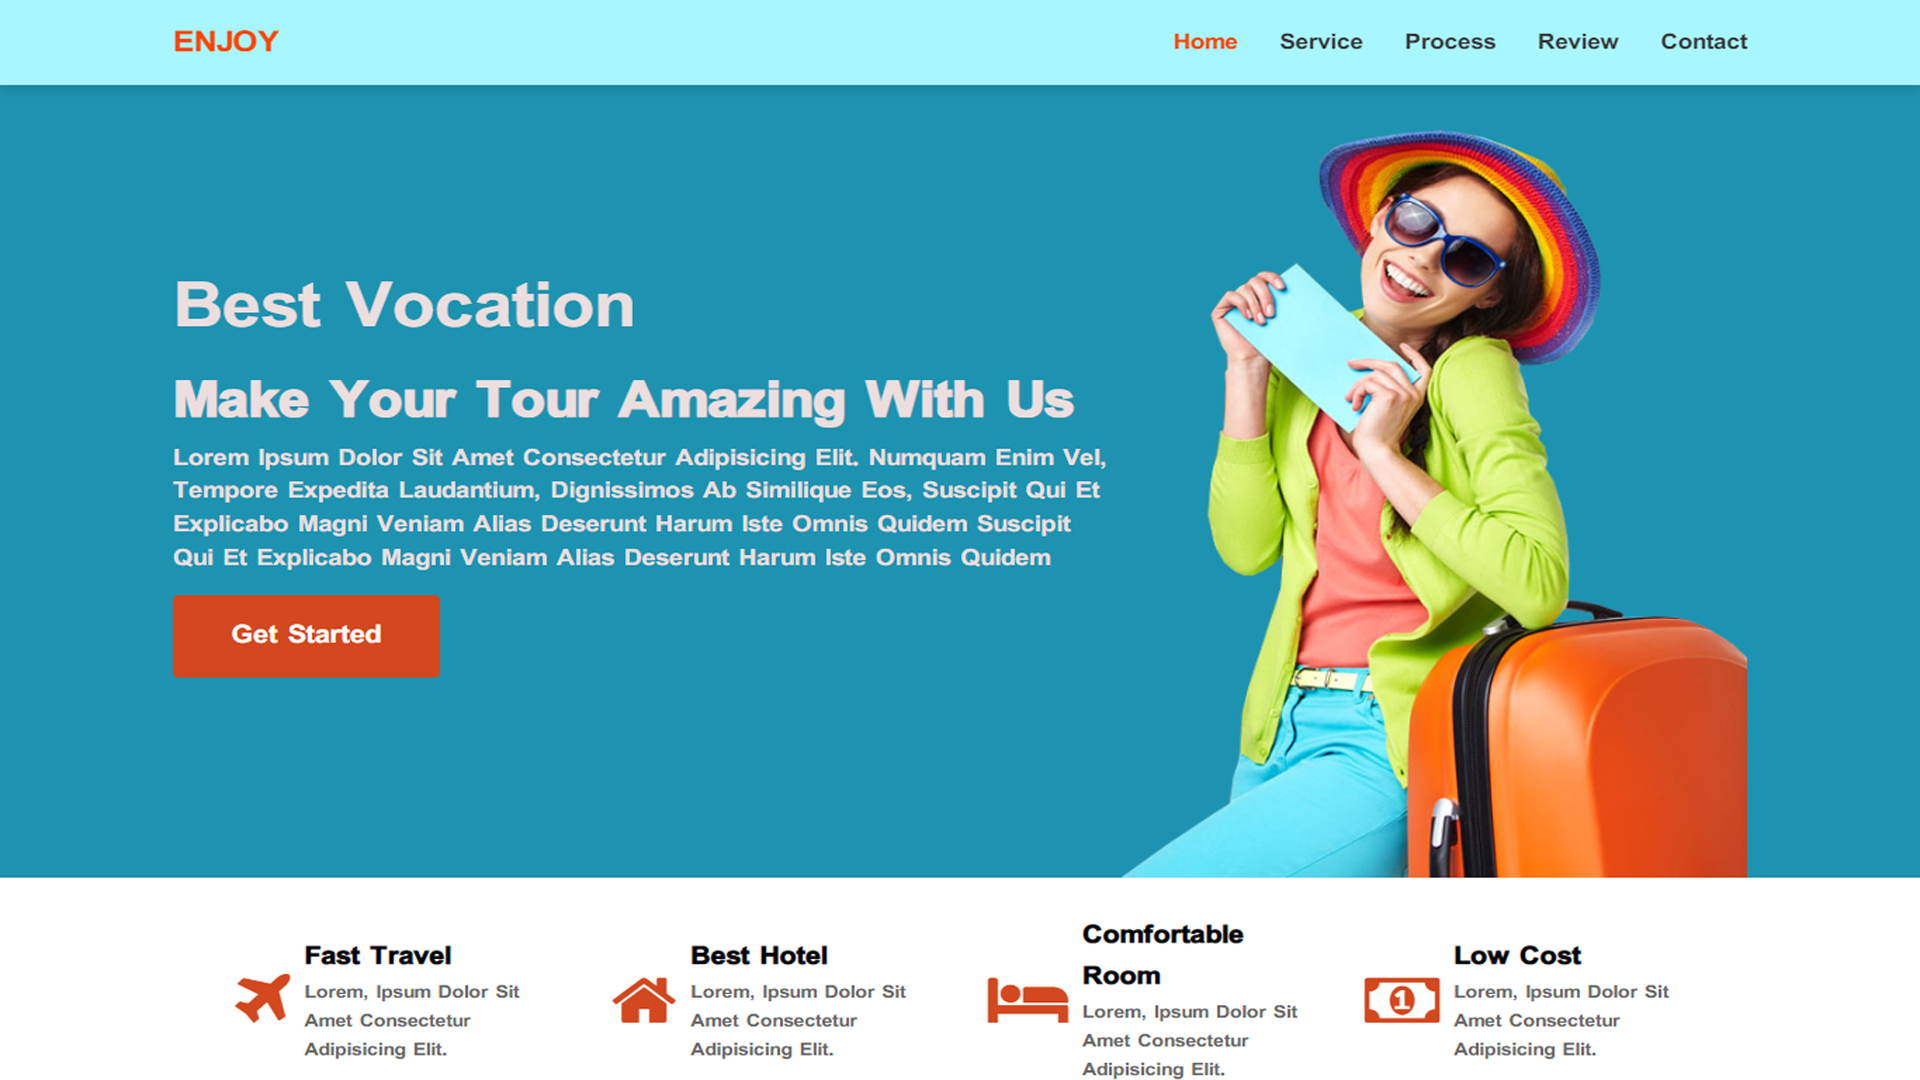 ENJOY
Home Service Process Review Contact
Best Vocation
Make Your Tour Amazing With Us
Lorem Ipsum Dolor Sit Amet Consectetur Adipisicing Elit. Numquam Enim Vel,
Tempore Expedita Laudantium, Dignissimos Ab Similique Eos, Suscipit Qui Et
Explicabo Magni Veniam Alias Deserunt Harum Iste Omnis Quidem Suscipit
Qui Et Explicabo Magni Veniam Alias Deserunt Harum Iste Omnis Quidem
Get Started
Fast Travel
Lorem, Ipsum Dolor Sit
Amet Consectetur
Adipisicing Elit.
Best Hotel
Lorem, Ipsum Dolor Sit
Amet Consectetur
Adipisicing Elit.
Comfortable
Room
Lorem, Ipsum Dolor Sit
Amet Consectetur
Adipisicing Elit.
1
Low Cost
Lorem, Ipsum Dolor Sit
Amet Consectetur
Adipisicing Elit.